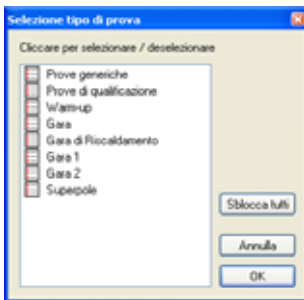 Selezione tipo di prova
Cliccare per selezionare / deselezionare
Prove generiche
Prove di qualificazione
Warm-up
Gara
Gara di Riscaldamento
Gara 1
Gara 2
Superpole
Sblocca tutti
Annulla
OK